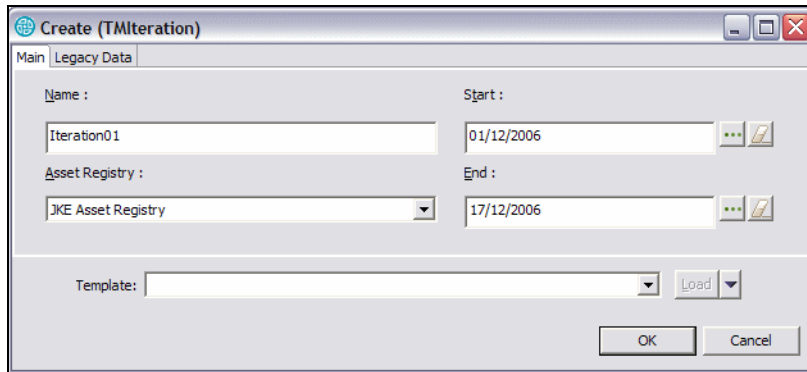 Create (TMIteration)
Main Legacy Data
Name : Start :
Iteration01 01/12/2006
Asset Registry : End :
JKE Asset Registry 17/12/2006
Template: Load
OK Cancel